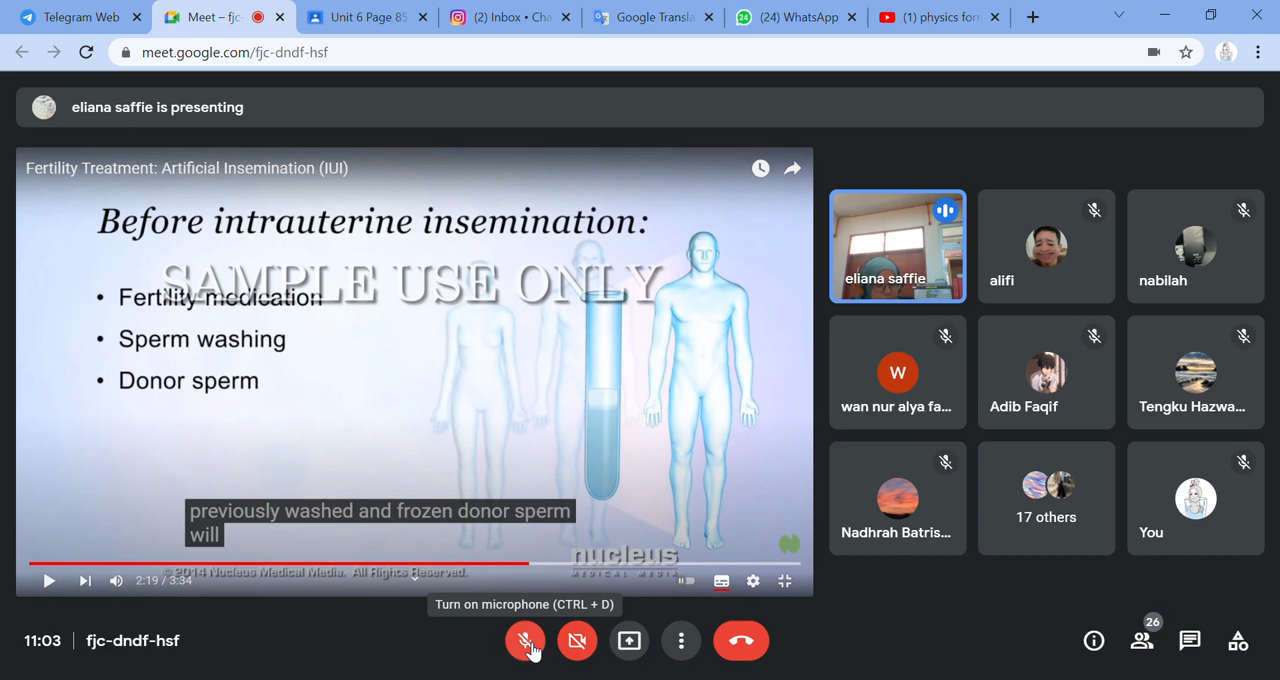 Telegram Web
Meet – fjc-
Unit 6 Page 85
(2) Inbox • Cha
Google Transla
24
(24) WhatsApp
(1) physics form
meet.google.com/fjc-dndf-hsf
eliana saffie is presenting
Fertility Treatment: Artificial Insemination (IUI)
Before intrauterine insemination:
SAMPLE USE ONLY
• Fertility medication
• Sperm washing
• Donor sperm
previously washed and frozen donor sperm
will
nucleus
MEDICAL MEDIA
© 2014 Nucleus Medical Media. All Rights Reserved.
2:19 / 3:34
eliana saffie
alifi
nabilah
W
wan nur alya fa...
Adib Faqif
Tengku Hazwa...
Nadhrah Batris...
17 others
You
Turn on microphone (CTRL + D)
11:03
fjc-dndf-hsf
26